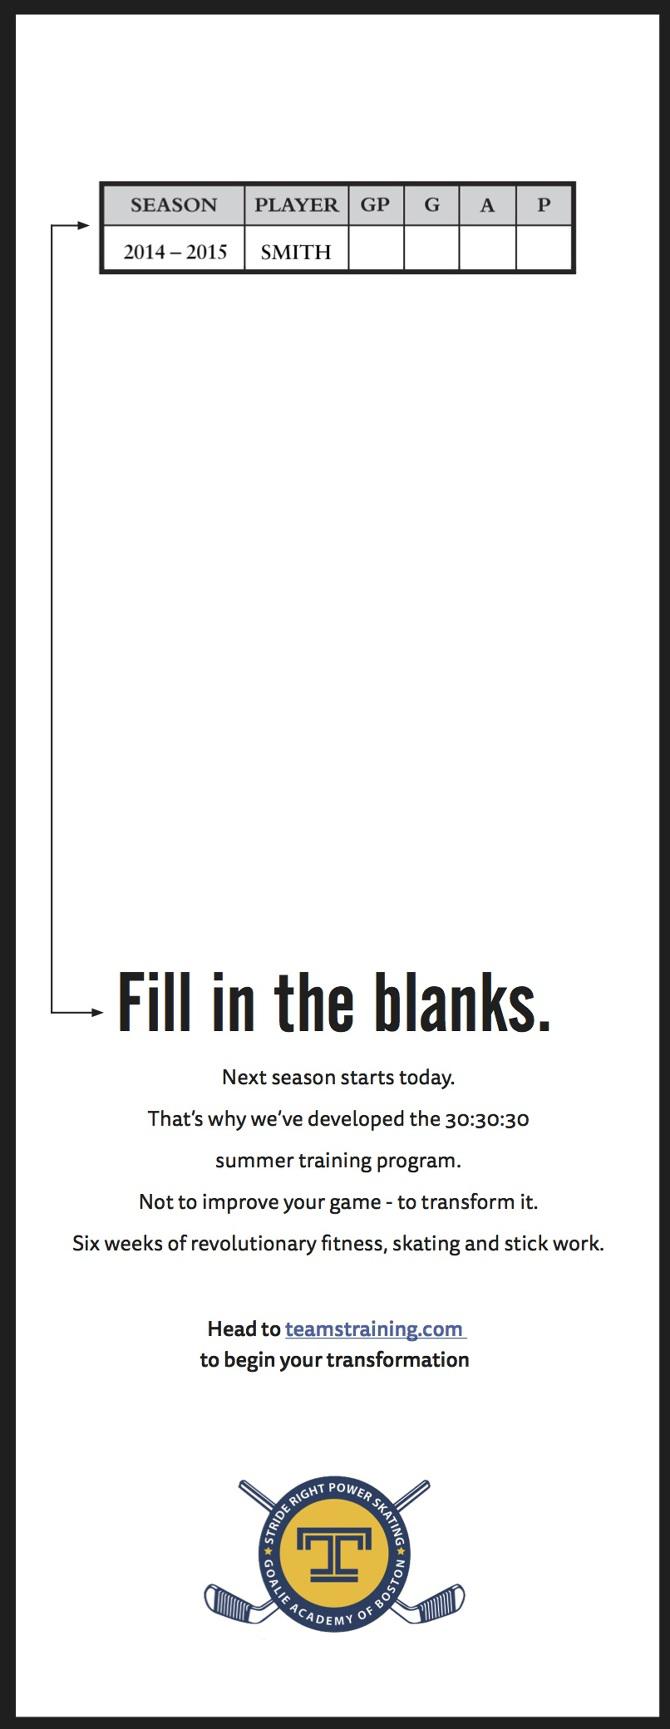 SEASON PLAYER GP G A P
2014 – 2015 SMITH
Fill in the blanks.
Next season starts today.
That's why we've developed the 30:30:30
summer training program.
Not to improve your game - to transform it.
Six weeks of revolutionary fitness, skating and stick work.
Head to teamstraining.com
to begin your transformation
STRIDE RIGHT POWER SKATING
T
GOALIE ACADEMY OF BOSTON